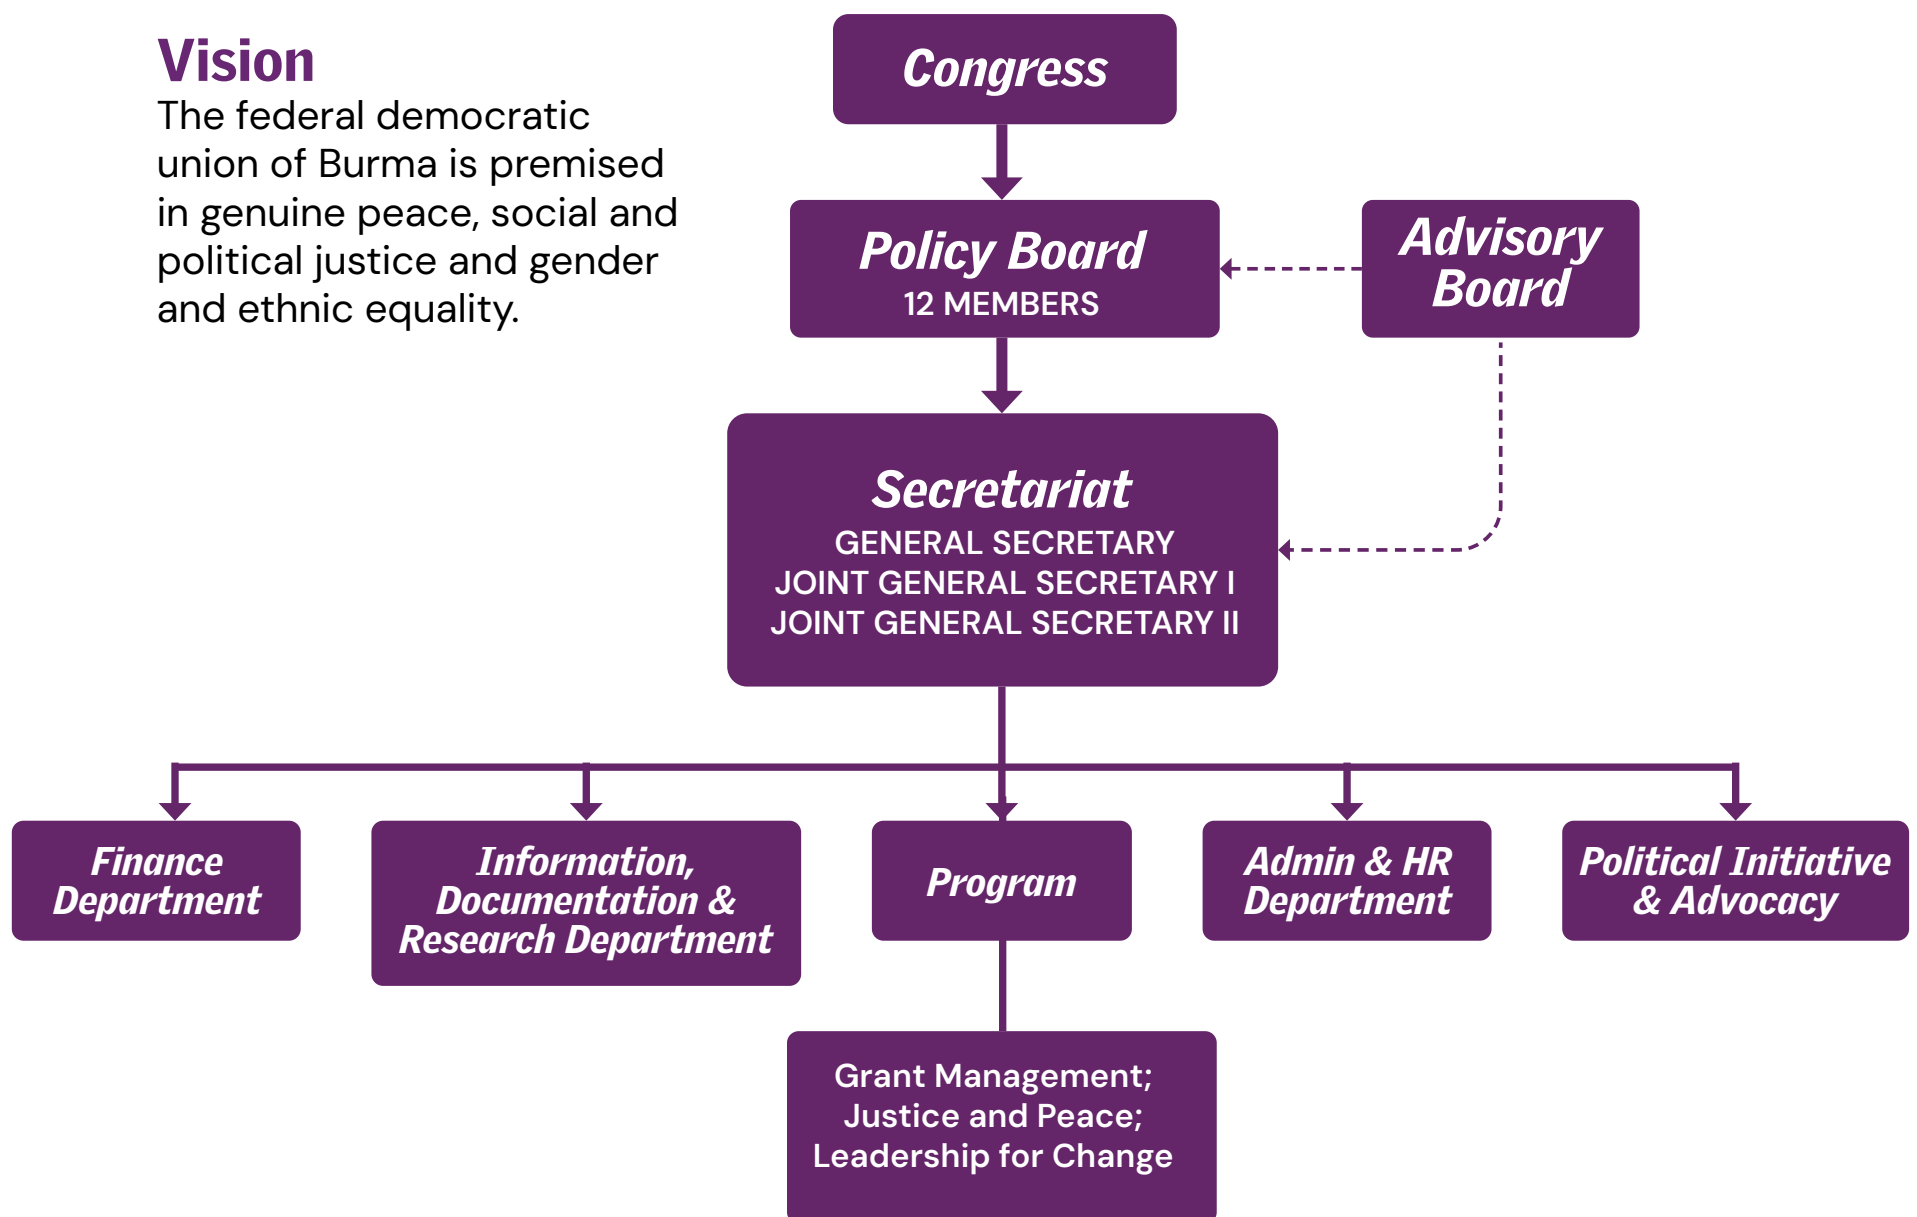 Vision
The federal democratic
union of Burma is premised
in genuine peace, social and
political justice and gender
and ethnic equality.
Congress
Policy Board
12 MEMBERS
Advisory
Board
Secretariat
GENERAL SECRETARY
JOINT GENERAL SECRETARY I
JOINT GENERAL SECRETARY II
Finance
Department
Information,
Documentation &
Research Department
Program
Admin & HR
Department
Political Initiative
& Advocacy
Grant Management;
Justice and Peace;
Leadership for Change